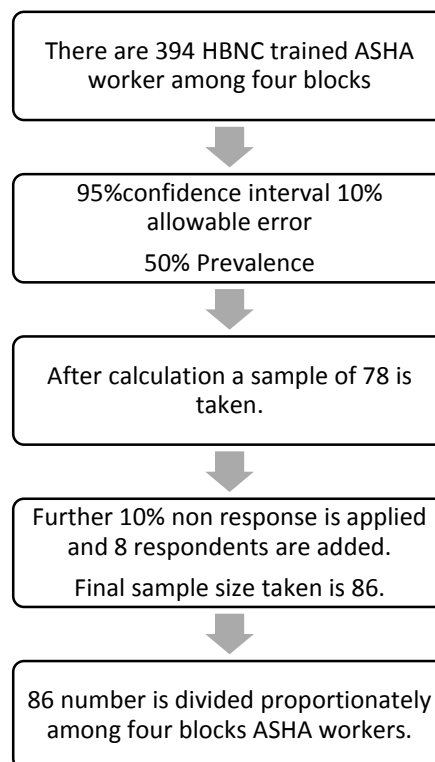 There are 394 HBNC trained ASHA
worker among four blocks
95%confidence interval 10%
allowable error
50% Prevalence
After calculation a sample of 78 is
taken.
Further 10% non response is applied
and 8 respondents are added.
Final sample size taken is 86.
86 number is divided proportionately
among four blocks ASHA workers.